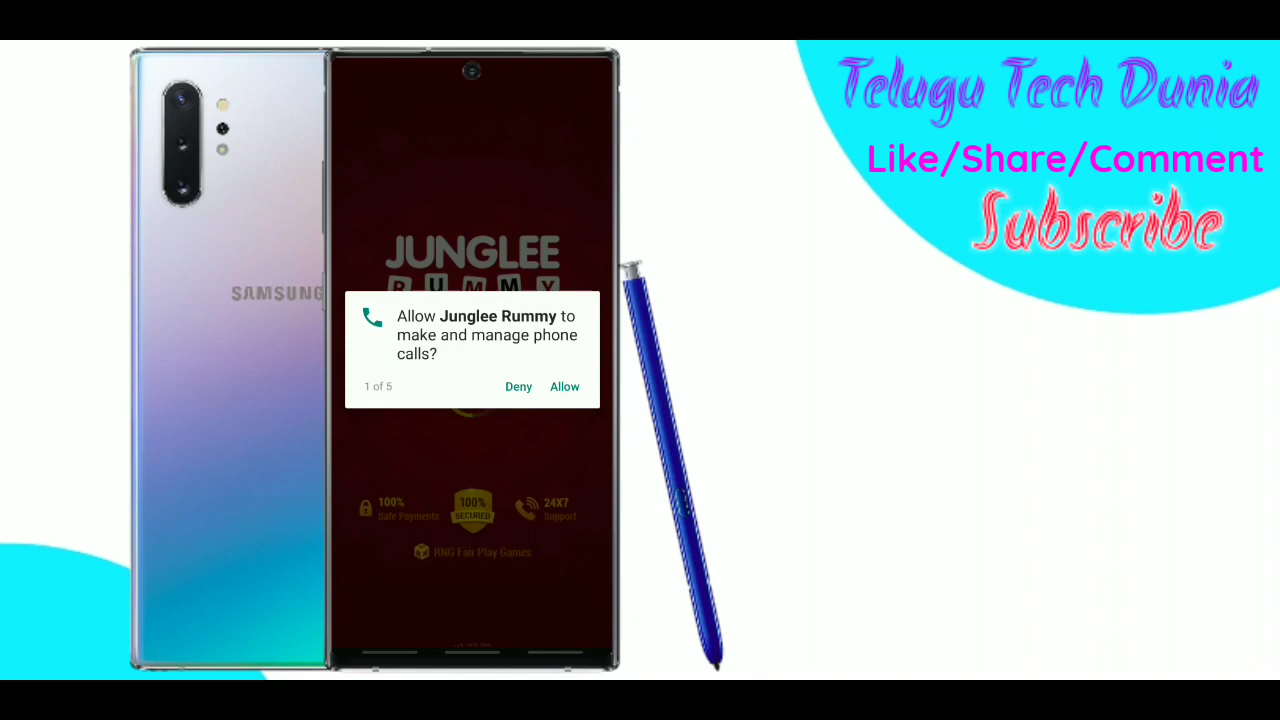 Telugu Tech Dunia
Like/Share/Comment
Subscribe
SAMSUNG
JUNGLEE
RUMMY
Allow Junglee Rummy to
make and manage phone
calls?
1 of 5
Deny Allow
100%
Safe Payments
100%
SECURED
24X7
Support
RNG Fair Play Games